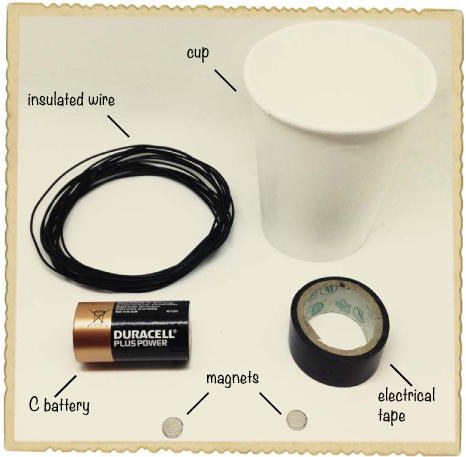 cup
insulated wire
DURACELL
PLUS POWER
magnets
C battery
electrical
tape